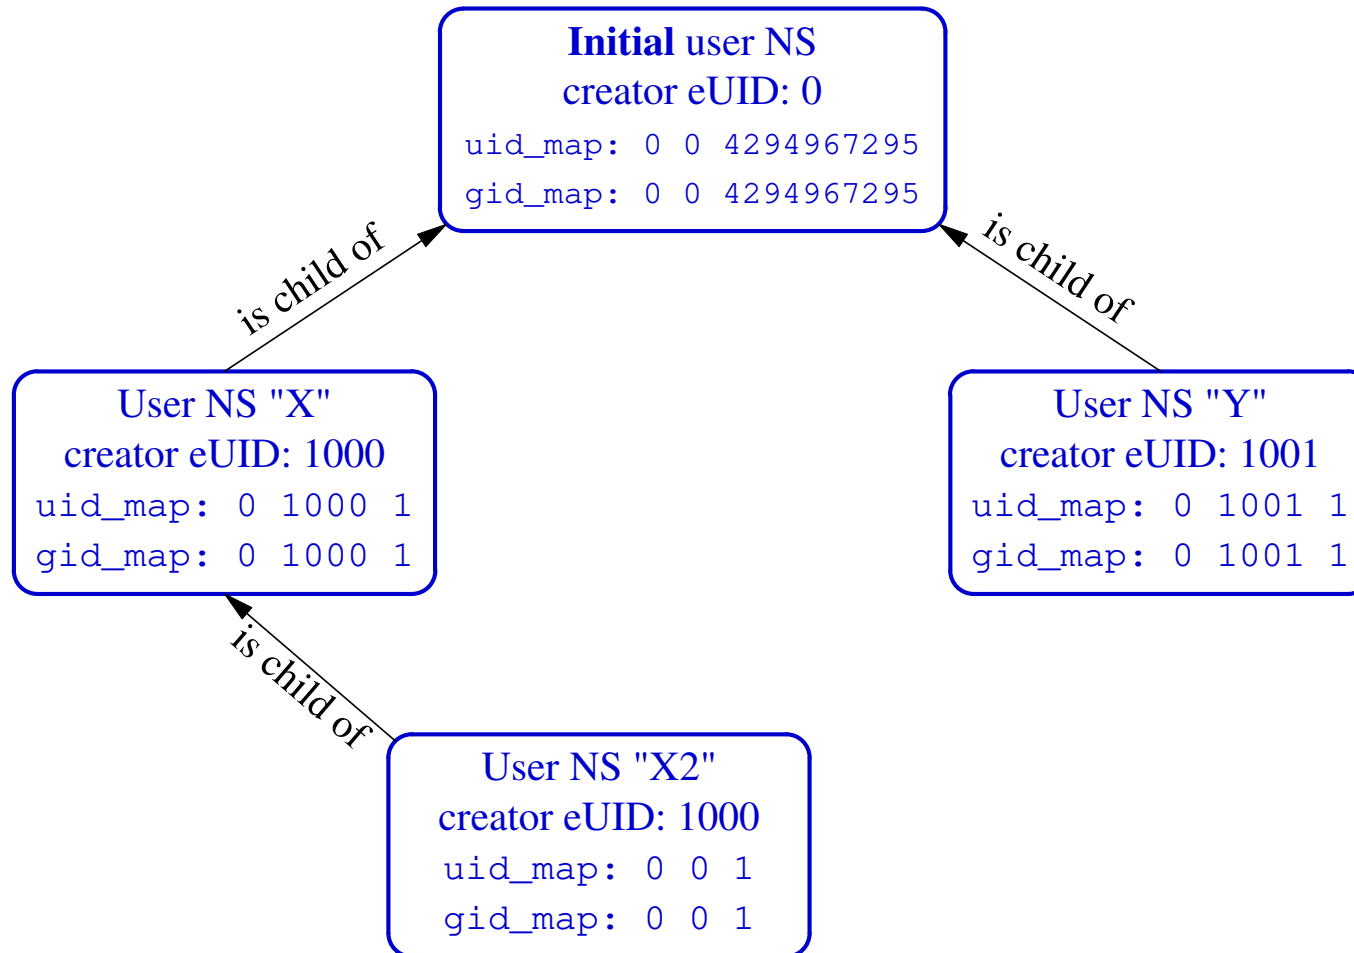 Initial user NS
creator eUID: 0
uid_map: 0 0 4294967295
gid_map: 0 0 4294967295
is child of
is child of
User NS "X"
creator eUID: 1000
uid_map: 0 1000 1
gid_map: 0 1000 1
User NS "Y"
creator eUID: 1001
uid_map: 0 1001 1
gid_map: 0 1001 1
is child of
User NS "X2"
creator eUID: 1000
uid_map: 0 0 1
gid_map: 0 0 1